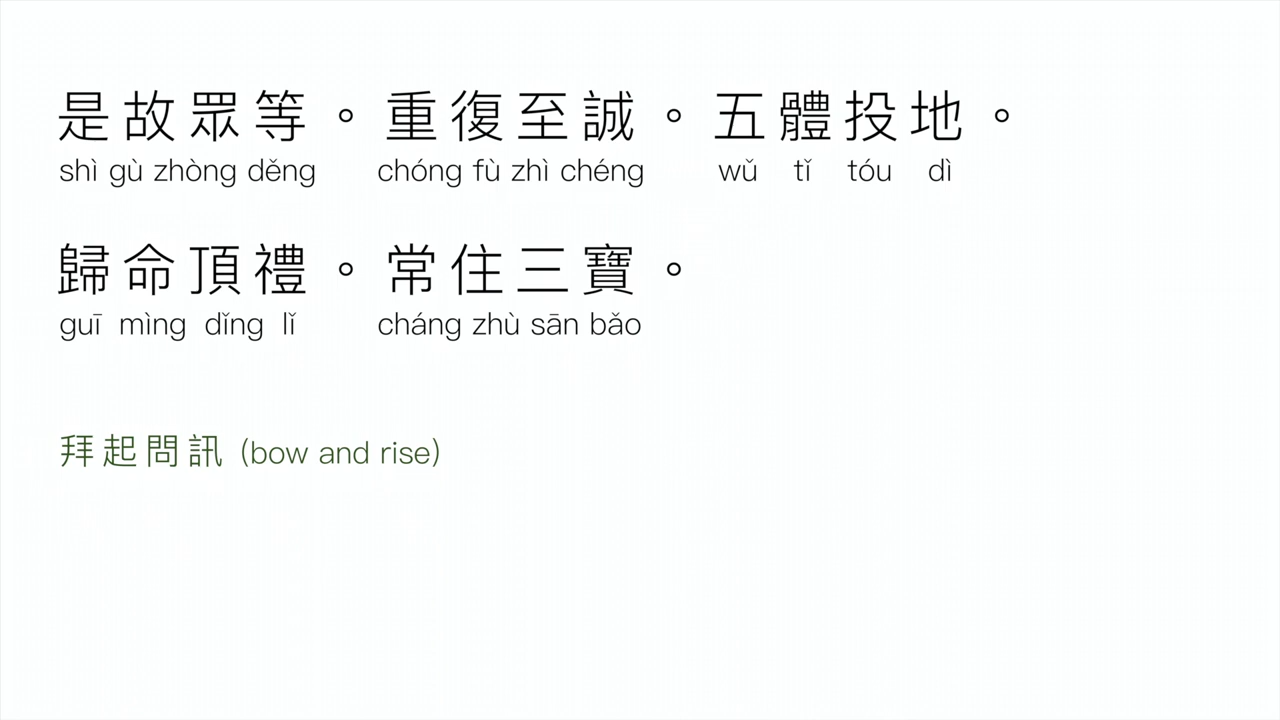 是故眾等。重復至誠。五體投地。
shì gù zhòng děng chóng fù zhì chéng wǔ tǐ tóu dì
歸命頂禮。常住三寶。
guī mìng dǐng lǐ cháng zhù sān bǎo
拜起問訊 (bow and rise)